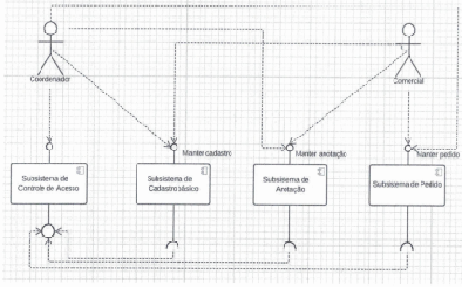 Coordenador
Comercial
Manter cadastro
Manter anotação
Manter pedido
Subsistema de
Controle de Acesso
Subsistema de
Cadastro básico
Subsistema de
Anotação
Subsistema de Pedido